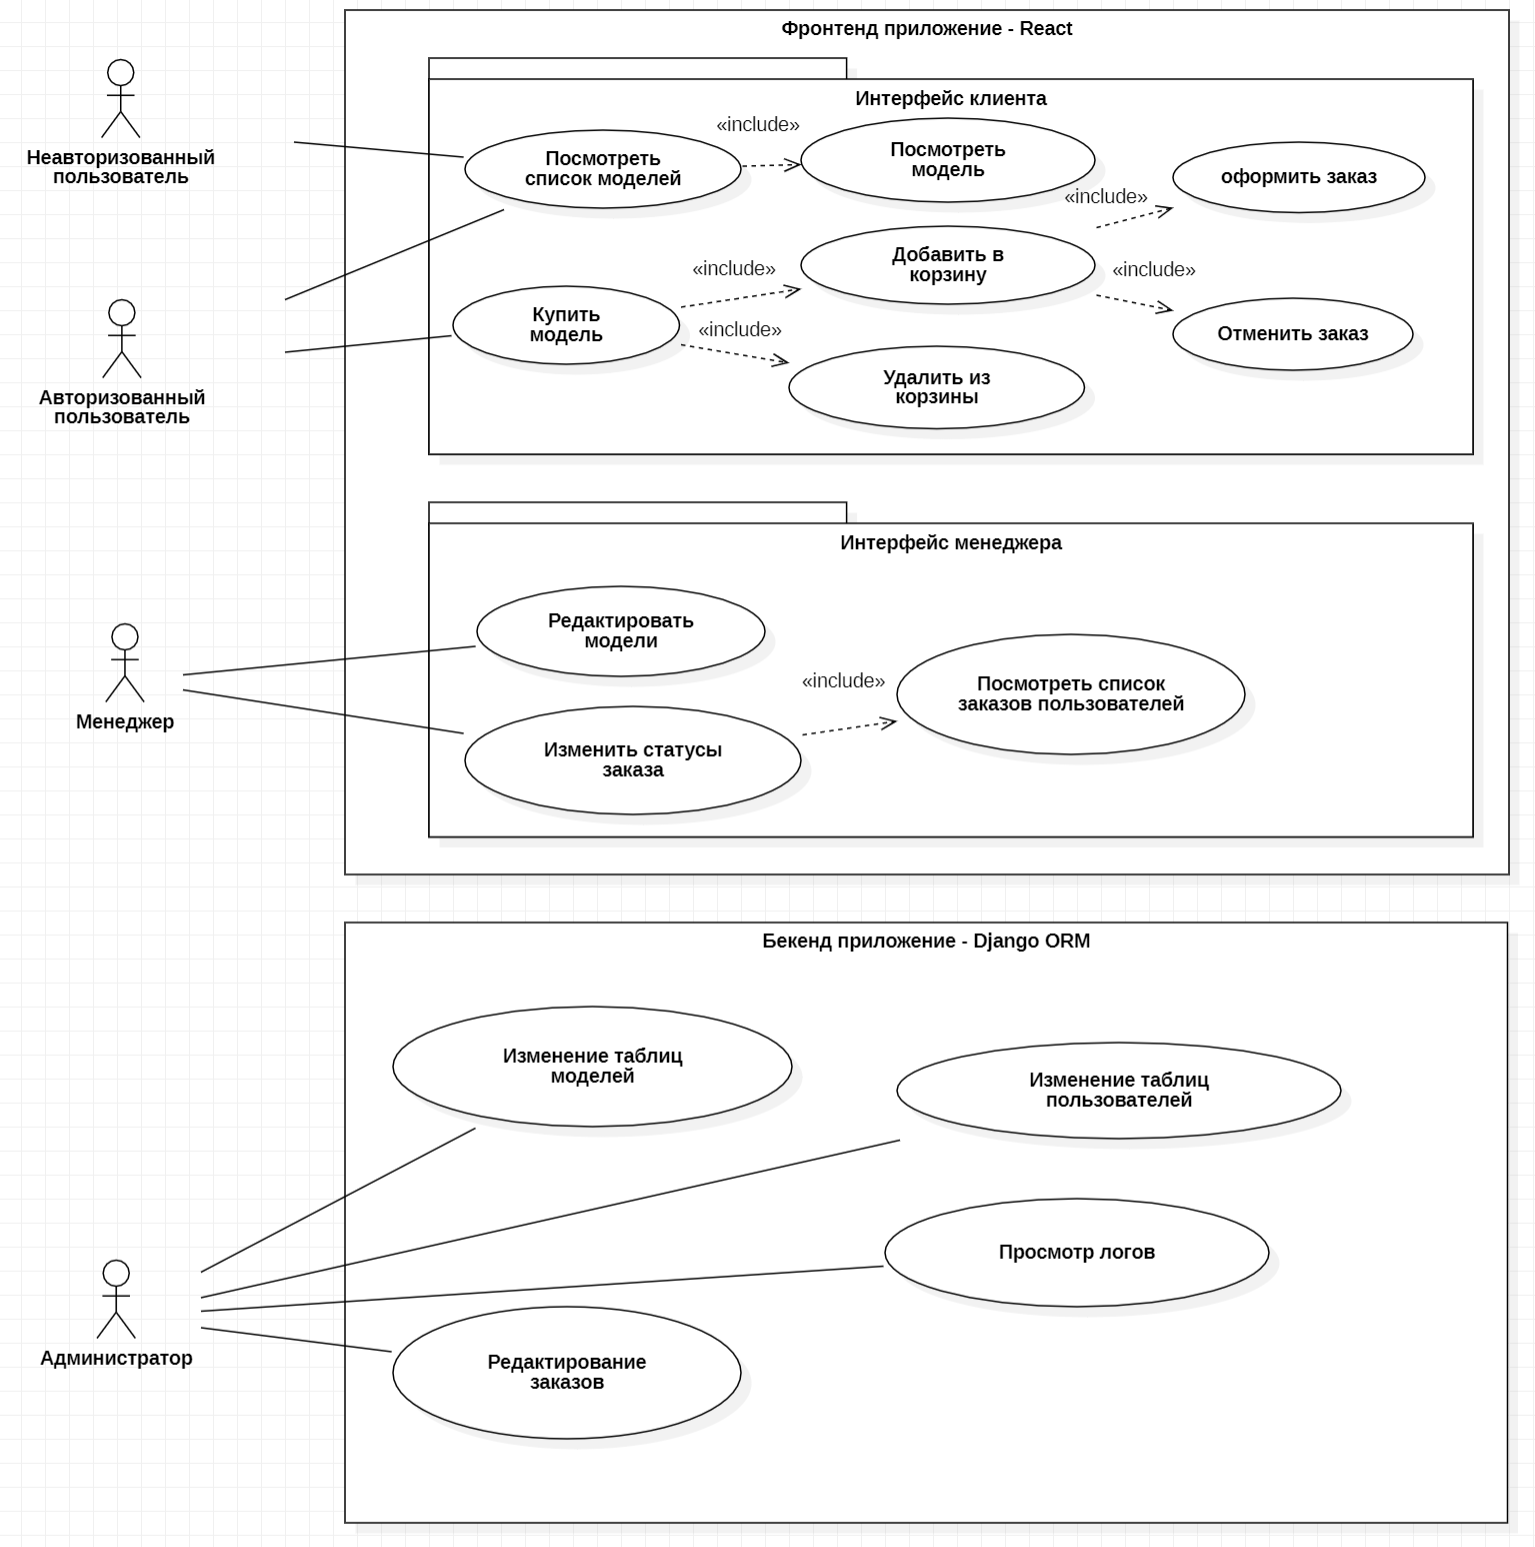 Фронтенд приложение - React
Интерфейс клиента
Неавторизованный
пользователь
Посмотреть
список моделей
«include»
Посмотреть
модель
оформить заказ
«include»
Добавить в
корзину
«include»
«include»
Купить
модель
«include»
Отменить заказ
Удалить из
корзины
Авторизованный
пользователь
Интерфейс менеджера
Редактировать
модели
Менеджер
«include»
Посмотреть список
заказов пользователей
Изменить статусы
заказа
Бекенд приложение - Django ORM
Изменение таблиц
моделей
Изменение таблиц
пользователей
Просмотр логов
Администратор
Редактирование
заказов